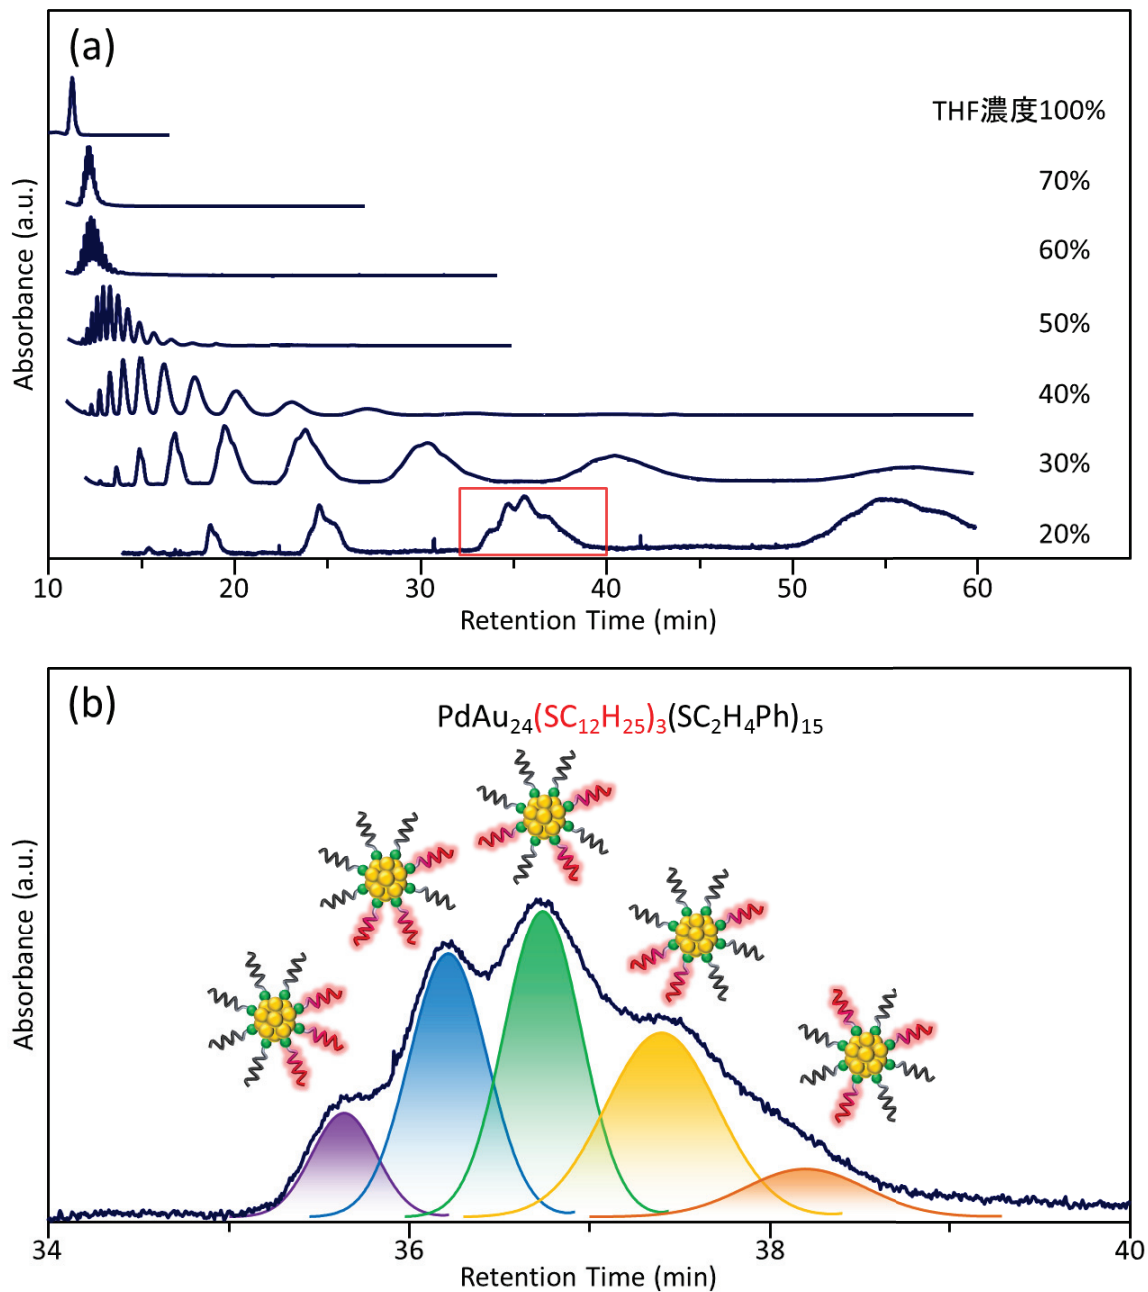 (a)
THF濃度100%
70%
60%
50%
40%
30%
20%
Absorbance (a.u.)
10 20 30 40 50 60
Retention Time (min)
(b)
PdAu₂₄(SC₁₂H₂₅)₃(SC₂H₄Ph)₁₅
Absorbance (a.u.)
34 36 38 40
Retention Time (min)